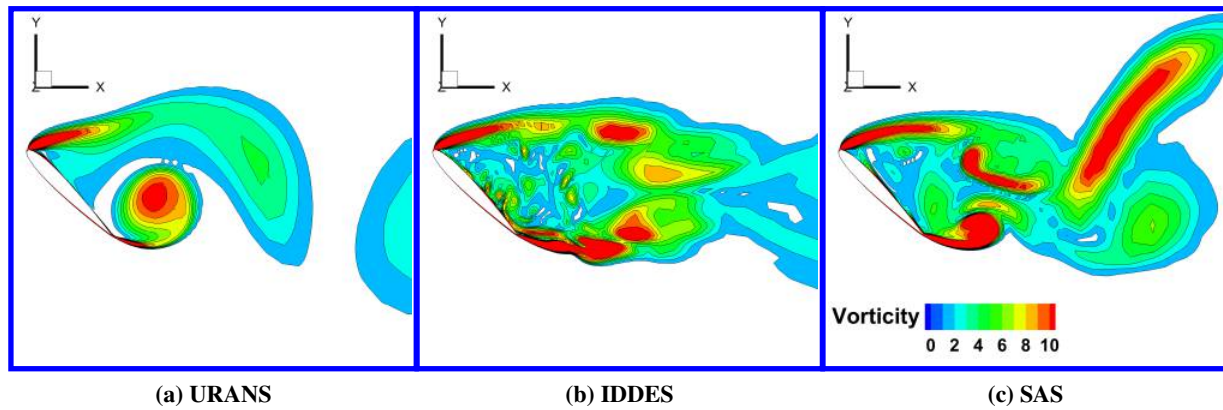 Y
X
Z
Y
X
Z
Y
X
Z
Vorticity
0 2 4 6 8 10
(a) URANS
(b) IDDES
(c) SAS